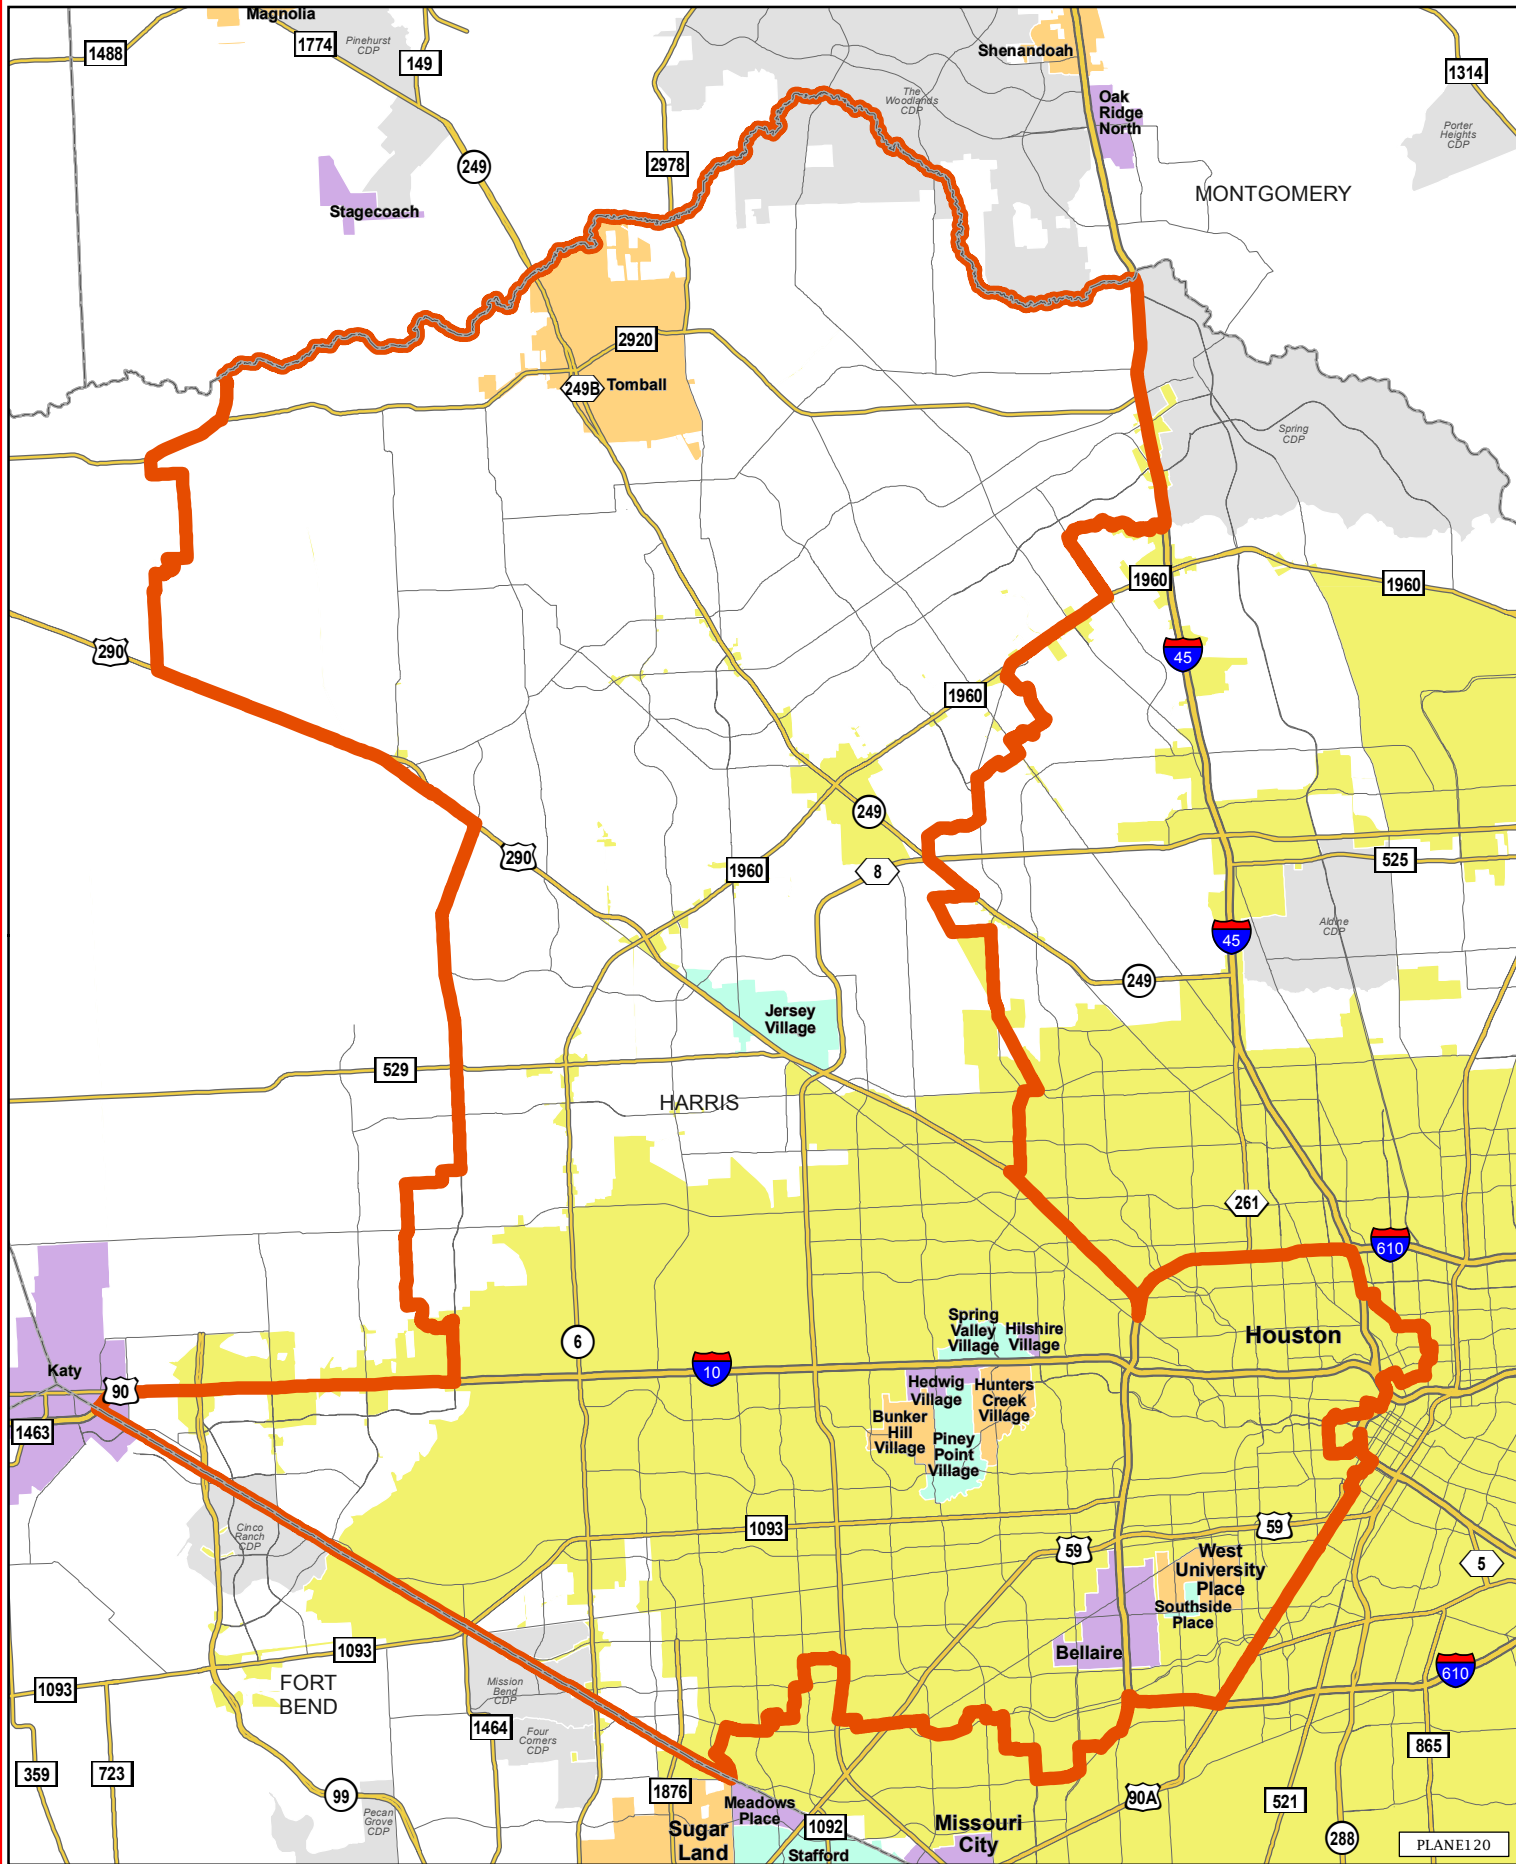 Magnolia
1488
1774
Pinehurst
CDP
149
Shenandoah
1314
The
Woodlands
CDP
Oak
Ridge
North
Porter
Heights
CDP
249
2978
MONTGOMERY
Stagecoach
2920
249B
Tomball
Spring
CDP
1960
1960
290
45
1960
249
290
1960
8
525
Aldine
CDP
45
249
Jersey
Village
529
HARRIS
261
610
Spring
Valley
Village
Hilshire
Village
Houston
6
10
Katy
90
Hedwig
Village
Hunters
Creek
Village
Bunker
Hill
Village
Piney
Point
Village
1463
1093
59
59
Cinco
Ranch
CDP
West
University
Place
5
Southside
Place
Bellaire
1093
FORT
BEND
1093
610
Mission
Bend
CDP
1464
Four
Corners
CDP
865
359
723
99
1876
90A
521
Meadows
Place
Pecan
Grove
CDP
1092
Missouri
City
Sugar
Land
Stafford
288
PLANE120